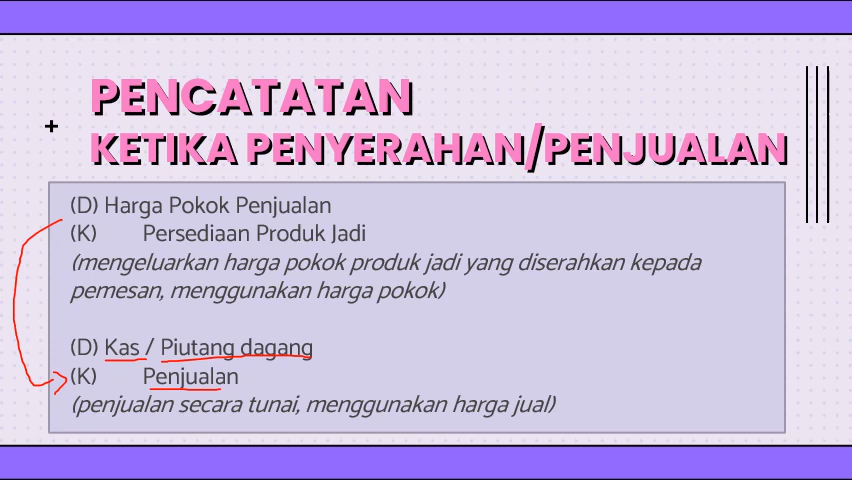 PENCATATAN
KETIKA PENYERAHAN/PENJUALAN
(D) Harga Pokok Penjualan
(K) Persediaan Produk Jadi
(mengeluarkan harga pokok produk jadi yang diserahkan kepada
pemesan, menggunakan harga pokok)
(D) Kas / Piutang dagang
(K) Penjualan
(penjualan secara tunai, menggunakan harga jual)